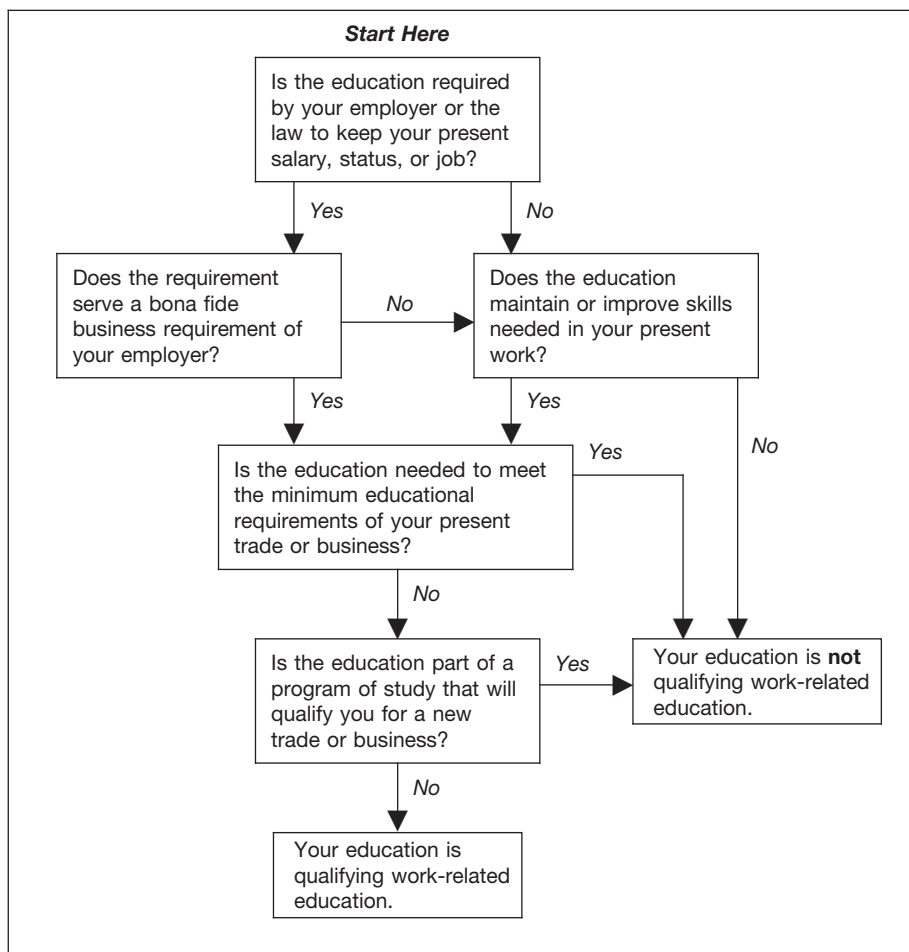 Start Here
Is the education required
by your employer or the
law to keep your present
salary, status, or job?
Yes
No
Does the requirement
serve a bona fide
business requirement of
your employer?
No
Does the education
maintain or improve skills
needed in your present
work?
Yes
Yes
No
Is the education needed to meet
the minimum educational
requirements of your present
trade or business?
Yes
No
Is the education part of a
program of study that will
qualify you for a new
trade or business?
Yes
Your education is not
qualifying work-related
education.
No
Your education is
qualifying work-related
education.